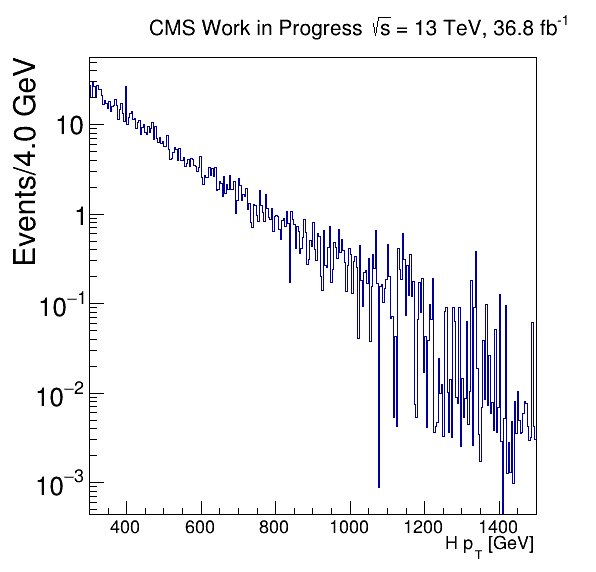 CMS Work in Progress √s = 13 TeV, 36.8 fb⁻¹
Events/4.0 GeV
10
1
10⁻¹
10⁻²
10⁻³
400 600 800 1000 1200 1400
H p_T [GeV]